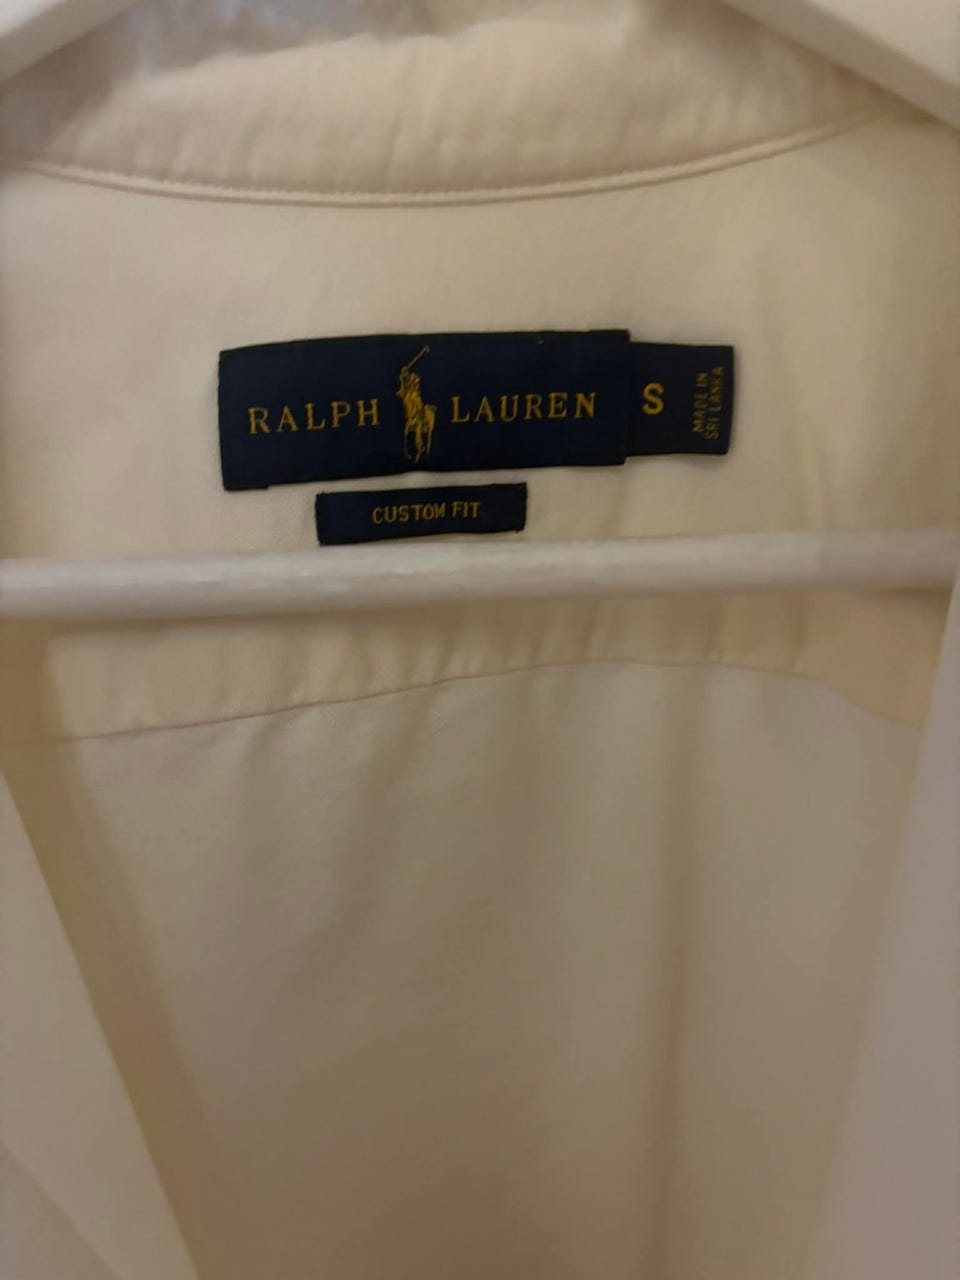 RALPH LAUREN
S
MADE IN
SRI LANKA
CUSTOM FIT